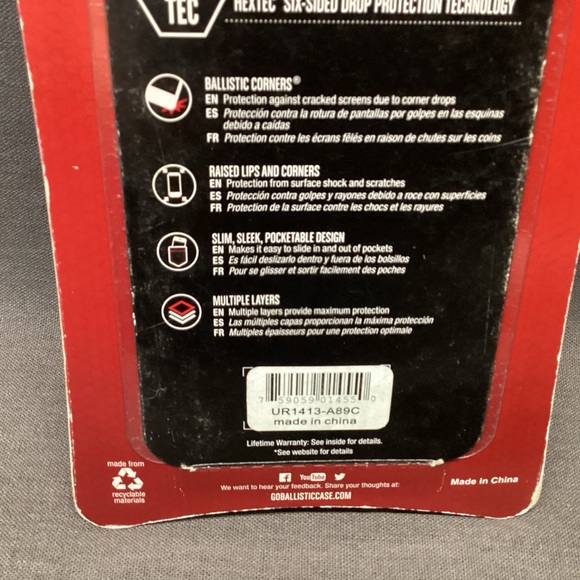 TEC
HEXTEC™ SIX-SIDED DROP PROTECTION TECHNOLOGY
BALLISTIC CORNERS®
EN Protection against cracked screens due to corner drops
ES Protección contra la rotura de pantallas por golpes en las esquinas
debido a caídas
FR Protection contre les écrans fêlés en raison de chutes sur les coins
RAISED LIPS AND CORNERS
EN Protection from surface shock and scratches
ES Protección contra golpes y rayones debido a roce con superficies
FR Protection de la surface contre les chocs et les rayures
SLIM, SLEEK, POCKETABLE DESIGN
EN Makes it easy to slide in and out of pockets
ES Es fácil deslizarlo dentro y fuera de los bolsillos
FR Pour se glisser et sortir facilement des poches
MULTIPLE LAYERS
EN Multiple layers provide maximum protection
ES Las múltiples capas proporcionan la máxima protección
FR Multiples épaisseurs pour une protection optimale
7 59059 01455 0
UR1413-A89C
made in china
Lifetime Warranty: See inside for details.
*See website for details
made from
recyclable
materials
YouTube
We want to hear your feedback. Share your thoughts at:
GOBALLISTICCASE.COM
Made in China